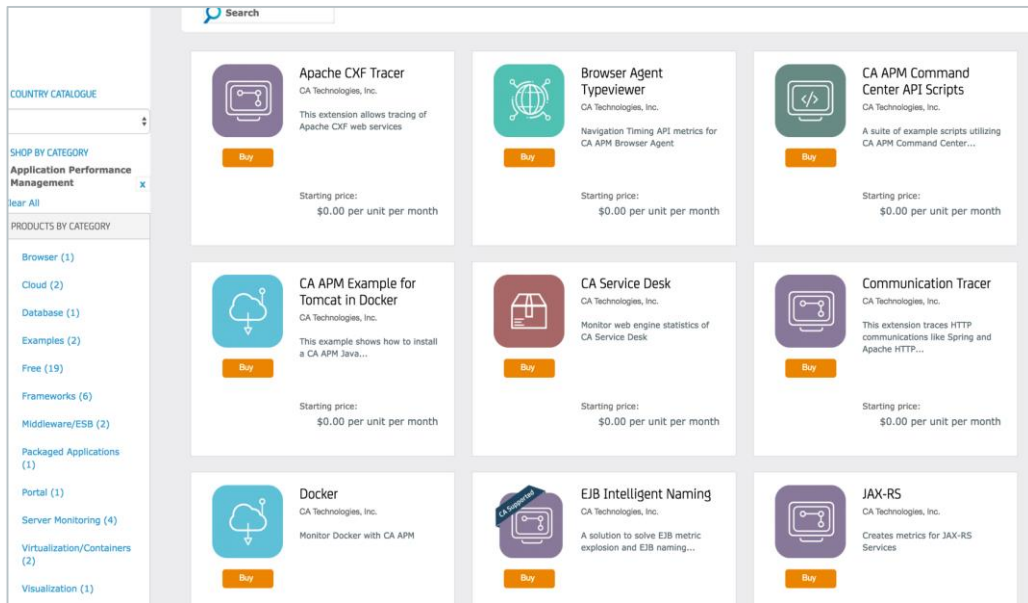 Search
COUNTRY CATALOGUE
SHOP BY CATEGORY
Application Performance
Management x
lear All
PRODUCTS BY CATEGORY
Browser (1)
Cloud (2)
Database (1)
Examples (2)
Free (19)
Frameworks (6)
Middleware/ESB (2)
Packaged Applications
(1)
Portal (1)
Server Monitoring (4)
Virtualization/Containers
(2)
Visualization (1)
Apache CXF Tracer
CA Technologies, Inc.
This extension allows tracing of
Apache CXF web services
Buy
Starting price:
$0.00 per unit per month
Browser Agent
Typeviewer
CA Technologies, Inc.
Navigation Timing API metrics for
CA APM Browser Agent
Buy
Starting price:
$0.00 per unit per month
</>
CA APM Command
Center API Scripts
CA Technologies, Inc.
A suite of example scripts utilizing
CA APM Command Center...
Buy
Starting price:
$0.00 per unit per month
CA APM Example for
Tomcat in Docker
CA Technologies, Inc.
This example shows how to install
a CA APM Java...
Buy
Starting price:
$0.00 per unit per month
CA Service Desk
CA Technologies, Inc.
Monitor web engine statistics of
CA Service Desk
Buy
Starting price:
$0.00 per unit per month
Communication Tracer
CA Technologies, Inc.
This extension traces HTTP
communications like Spring and
Apache HTTP...
Buy
Starting price:
$0.00 per unit per month
Docker
CA Technologies, Inc.
Monitor Docker with CA APM
Buy
CA Supported
EJB Intelligent Naming
CA Technologies, Inc.
A solution to solve EJB metric
explosion and EJB naming...
Buy
JAX-RS
CA Technologies, Inc.
Creates metrics for JAX-RS
Services
Buy